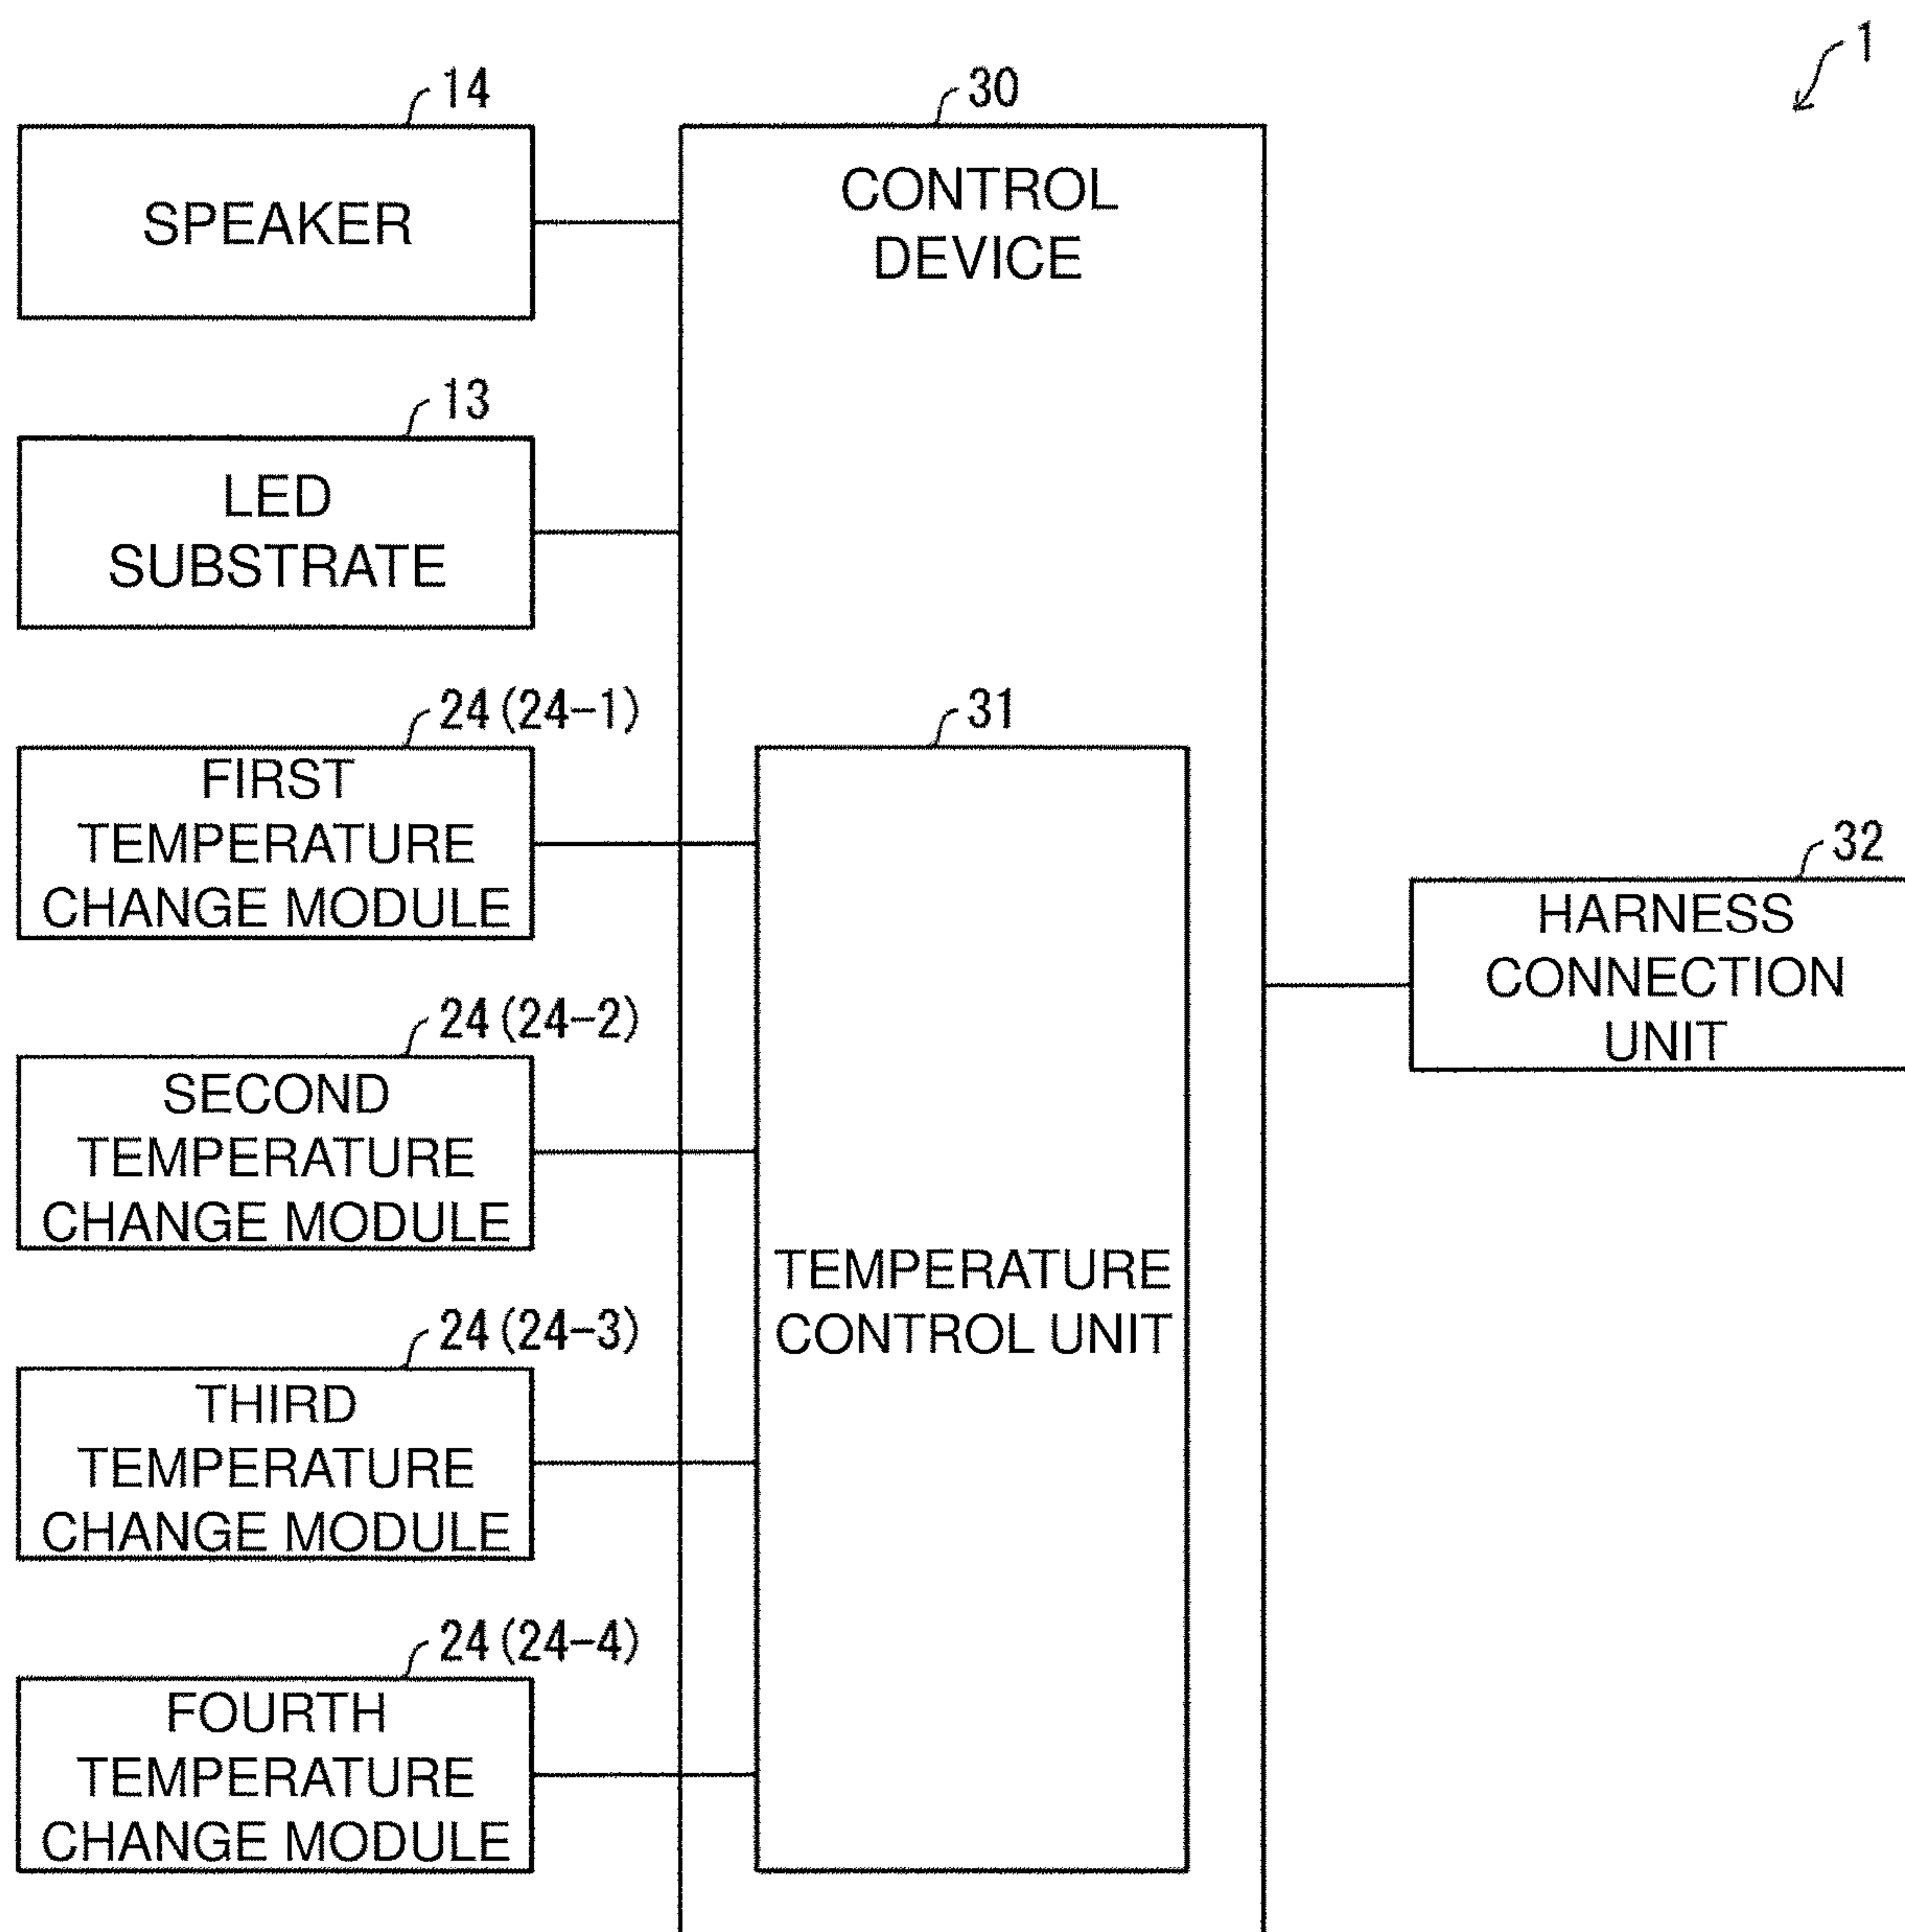 1
14
SPEAKER
30
CONTROL
DEVICE
13
LED
SUBSTRATE
24(24-1)
FIRST
TEMPERATURE
CHANGE MODULE
31
TEMPERATURE
CONTROL UNIT
32
HARNESS
CONNECTION
UNIT
24(24-2)
SECOND
TEMPERATURE
CHANGE MODULE
24(24-3)
THIRD
TEMPERATURE
CHANGE MODULE
24(24-4)
FOURTH
TEMPERATURE
CHANGE MODULE